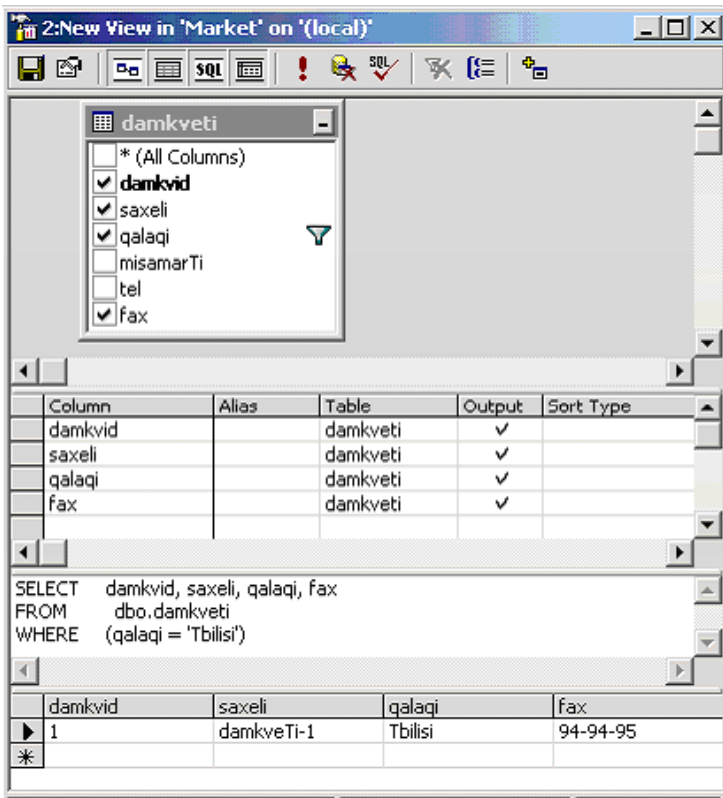 2:New View in 'Market' on '(local)'
SQL SQL
damkveti
* (All Columns)
damkvid
saxeli
qalaqi
misamarTi
tel
fax
Column Alias Table Output Sort Type
damkvid damkveti
saxeli damkveti
qalaqi damkveti
fax damkveti
SELECT damkvid, saxeli, qalaqi, fax
FROM dbo.damkveti
WHERE (qalaqi = 'Tbilisi')
damkvid saxeli qalaqi fax
1 damkveTi-1 Tbilisi 94-94-95